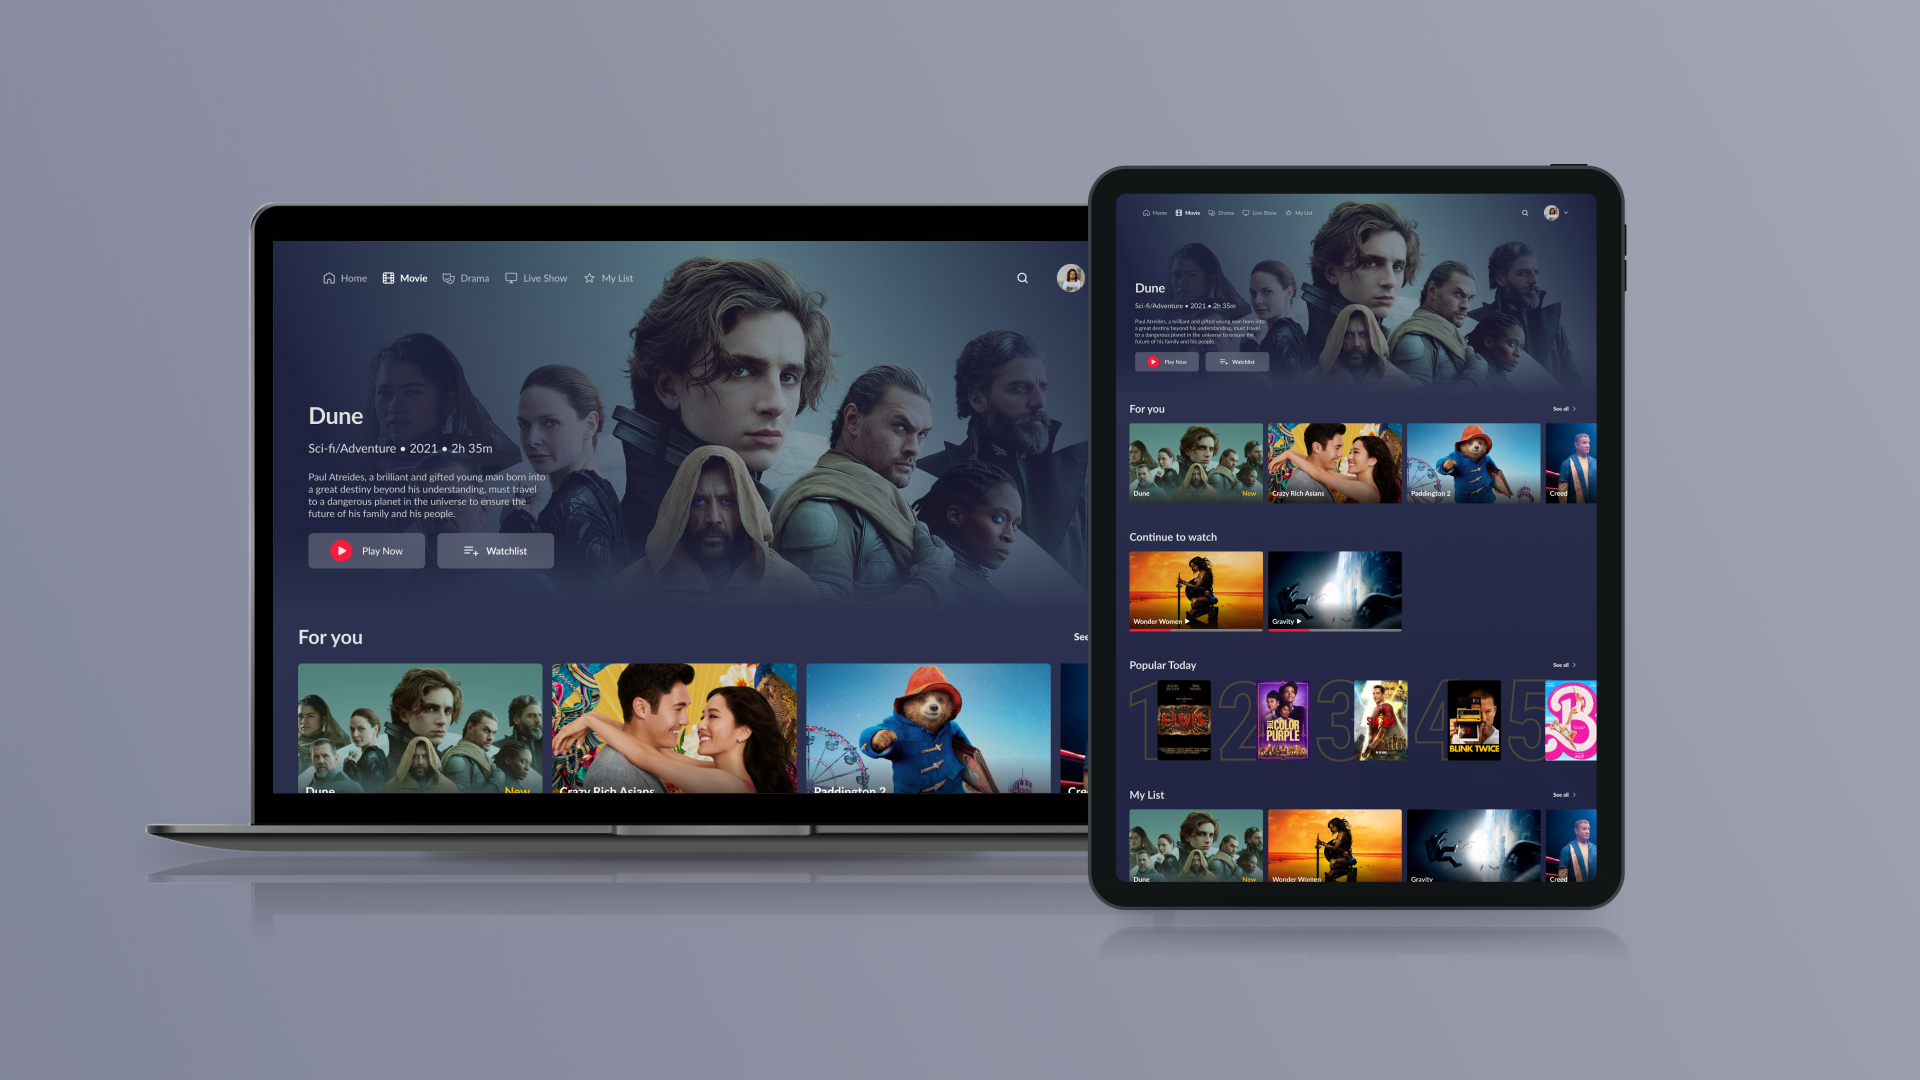 Home Movie Drama Live Show My List
Dune
Sci-fi/Adventure • 2021 • 2h 35m
Paul Atreides, a brilliant and gifted young man born into
a great destiny beyond his understanding, must travel
to a dangerous planet in the universe to ensure the
future of his family and his people.
Play Now Watchlist
For you See
Dune New Crazy Rich Asians Paddington 2 Cre
Home Movie Drama Live Show My List
Dune
Sci-fi/Adventure • 2021 • 2h 35m
Paul Atreides, a brilliant and gifted young man born into
a great destiny beyond his understanding, must travel
to a dangerous planet in the universe to ensure the
future of his family and his people.
Play Now Watchlist
For you See all
Dune New Crazy Rich Asians Paddington 2 Creed
Continue to watch
Wonder Women Gravity
Popular Today See all
1 2 3 4 5
ELVIS
THE COLOR PURPLE
BLINK TWICE
B
My List See all
Dune New Wonder Women Gravity Creed